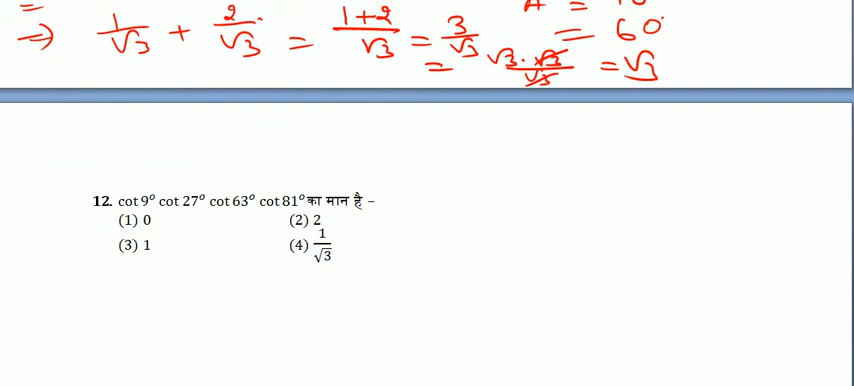 =
⇒ 1/√3 + 2/√3 = (1+2)/√3 = 3/√3 = 60°
= √3·√3/√3 = √3
12. cot 9° cot 27° cot 63° cot 81° का मान है –
(1) 0 (2) 2
(3) 1 (4) 1/√3